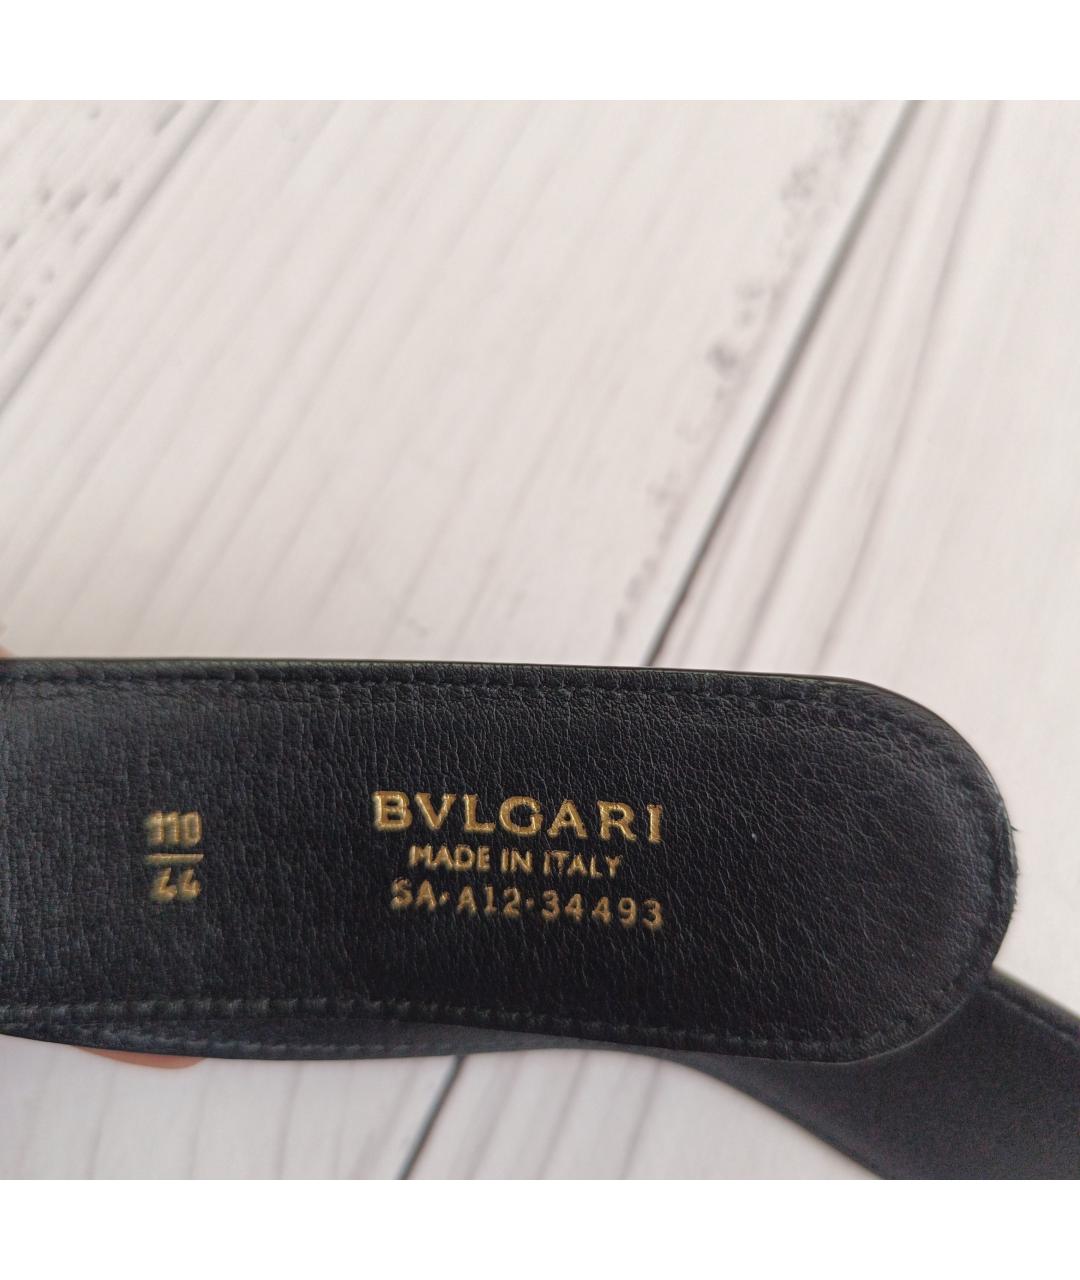 110
44
BVLGARI
MADE IN ITALY
SA·A12·34493